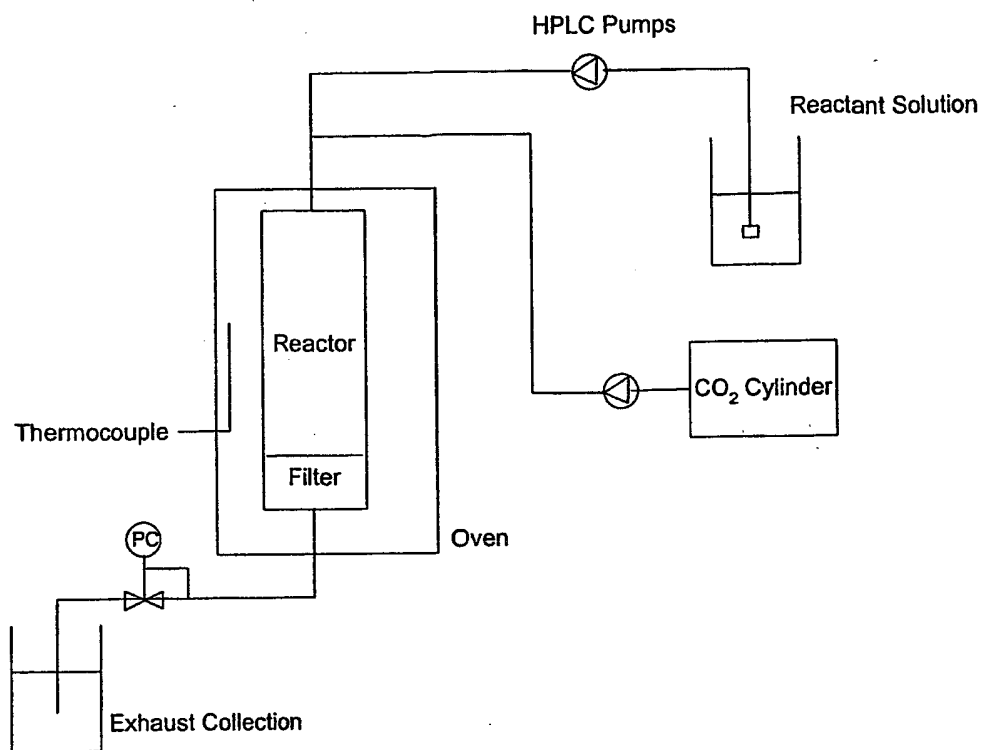 HPLC Pumps
Reactant Solution
Reactor
CO₂ Cylinder
Thermocouple
Filter
Oven
PC
Exhaust Collection